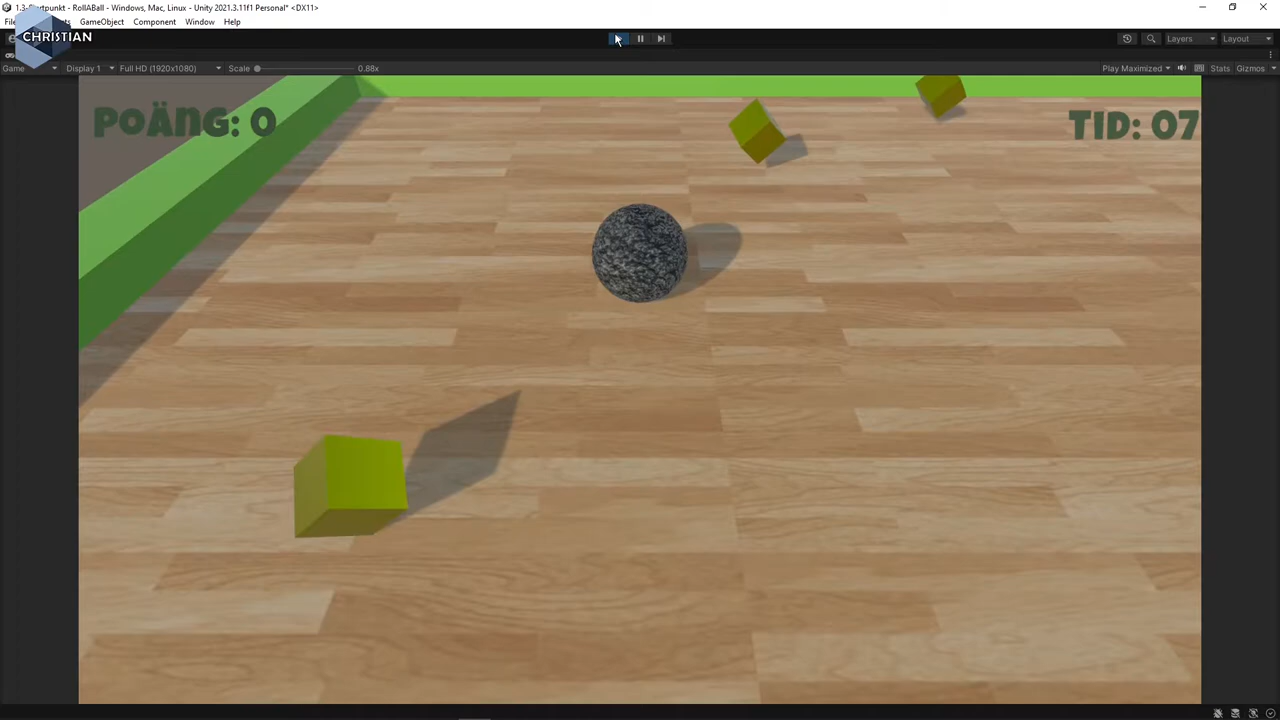 1.3-Startpunkt - RollABall - Windows, Mac, Linux - Unity 2021.3.11f1 Personal* <DX11>
GameObject Component Window Help
CHRISTIAN
Layers Layout
Game Display 1 Full HD (1920x1080) Scale 0.88x Play Maximized Stats Gizmos
POÄNG: 0
TID: 07